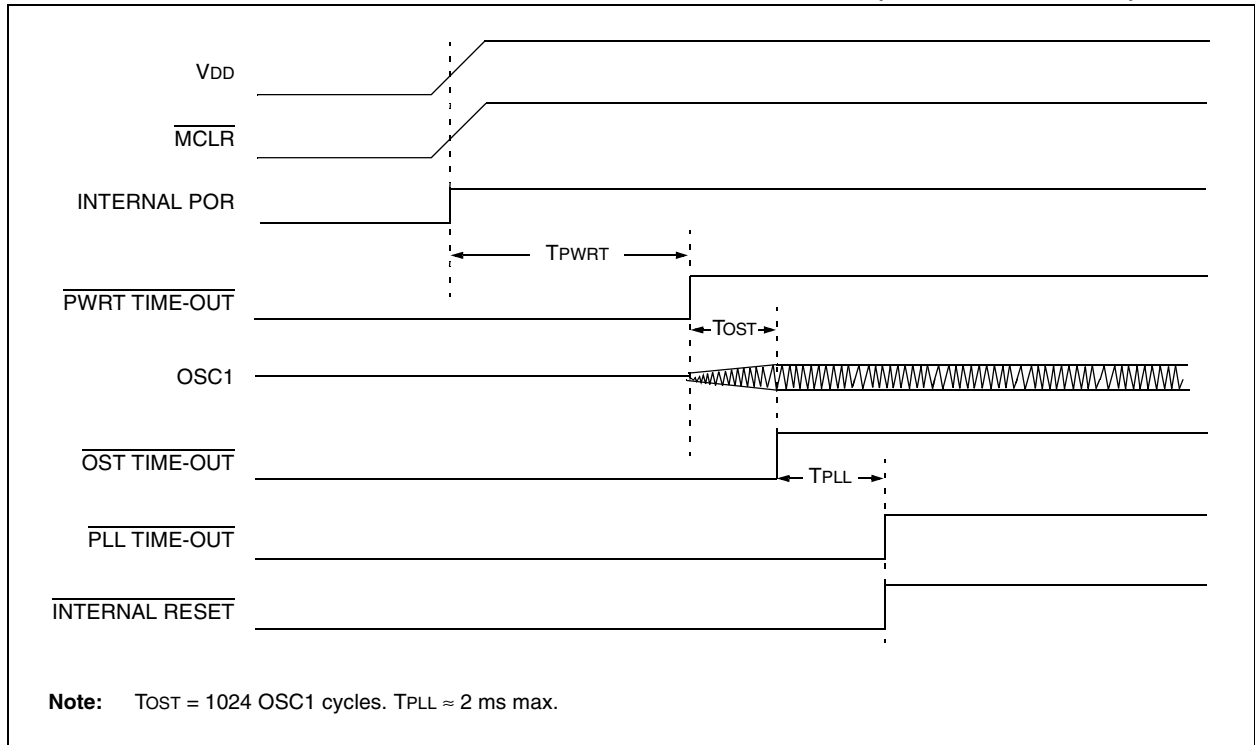 VDD
MCLR
INTERNAL POR
TPWRT
PWRT TIME-OUT
TOST
OSC1
OST TIME-OUT
TPLL
PLL TIME-OUT
INTERNAL RESET
Note: TOST = 1024 OSC1 cycles. TPLL ≈ 2 ms max.